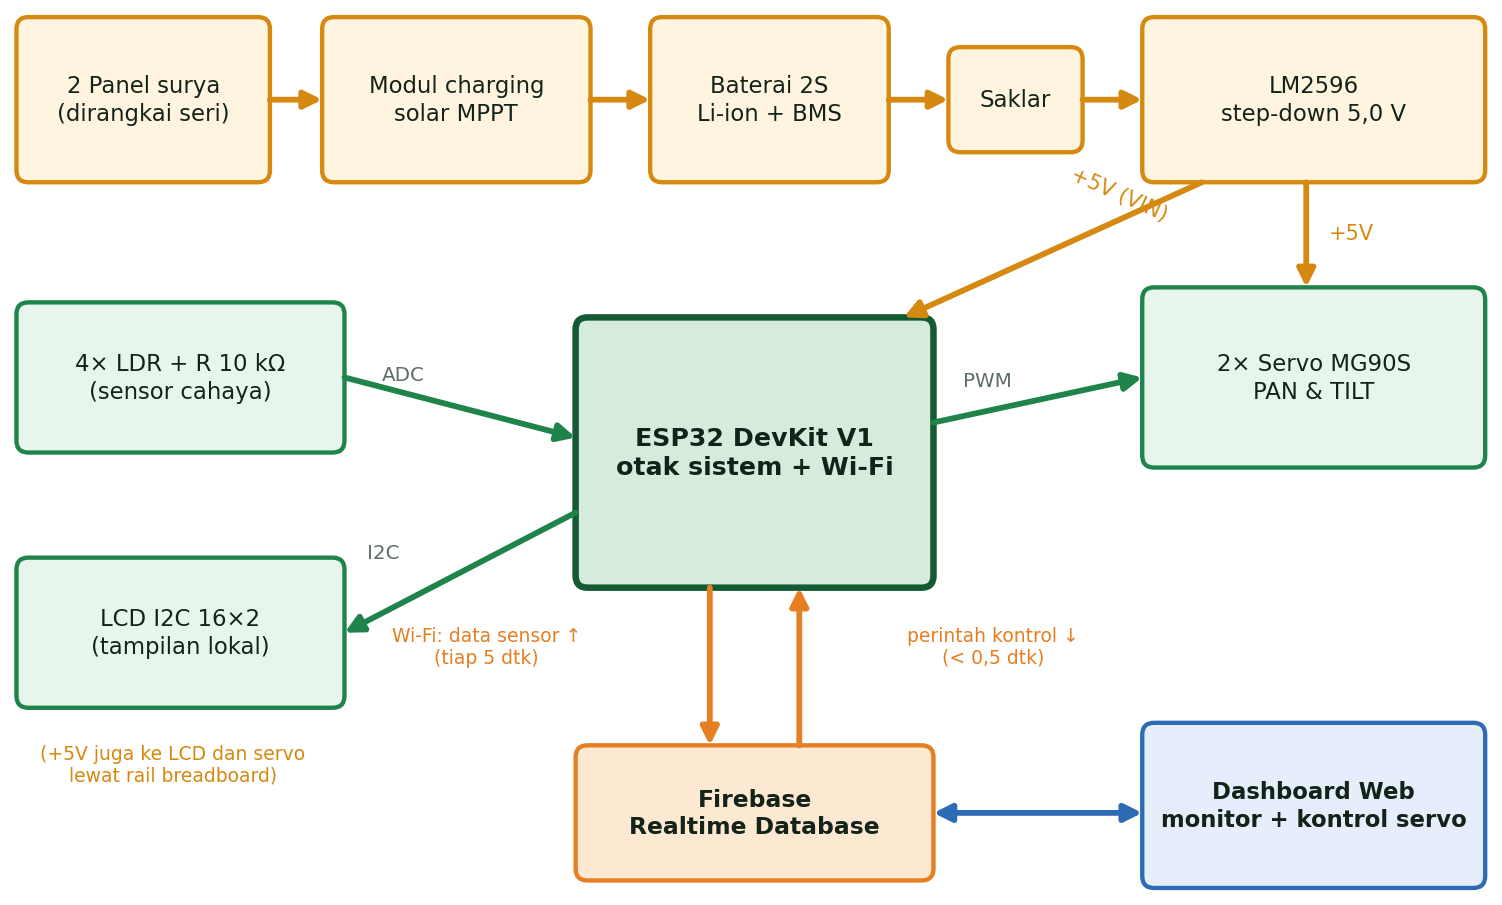 2 Panel surya
(dirangkai seri)
Modul charging
solar MPPT
Baterai 2S
Li-ion + BMS
Saklar
LM2596
step-down 5,0 V
+5V (VIN)
+5V
4× LDR + R 10 kΩ
(sensor cahaya)
ADC
ESP32 DevKit V1
otak sistem + Wi-Fi
PWM
2× Servo MG90S
PAN & TILT
I2C
LCD I2C 16×2
(tampilan lokal)
Wi-Fi: data sensor ↑
(tiap 5 dtk)
perintah kontrol ↓
(< 0,5 dtk)
(+5V juga ke LCD dan servo
lewat rail breadboard)
Firebase
Realtime Database
Dashboard Web
monitor + kontrol servo